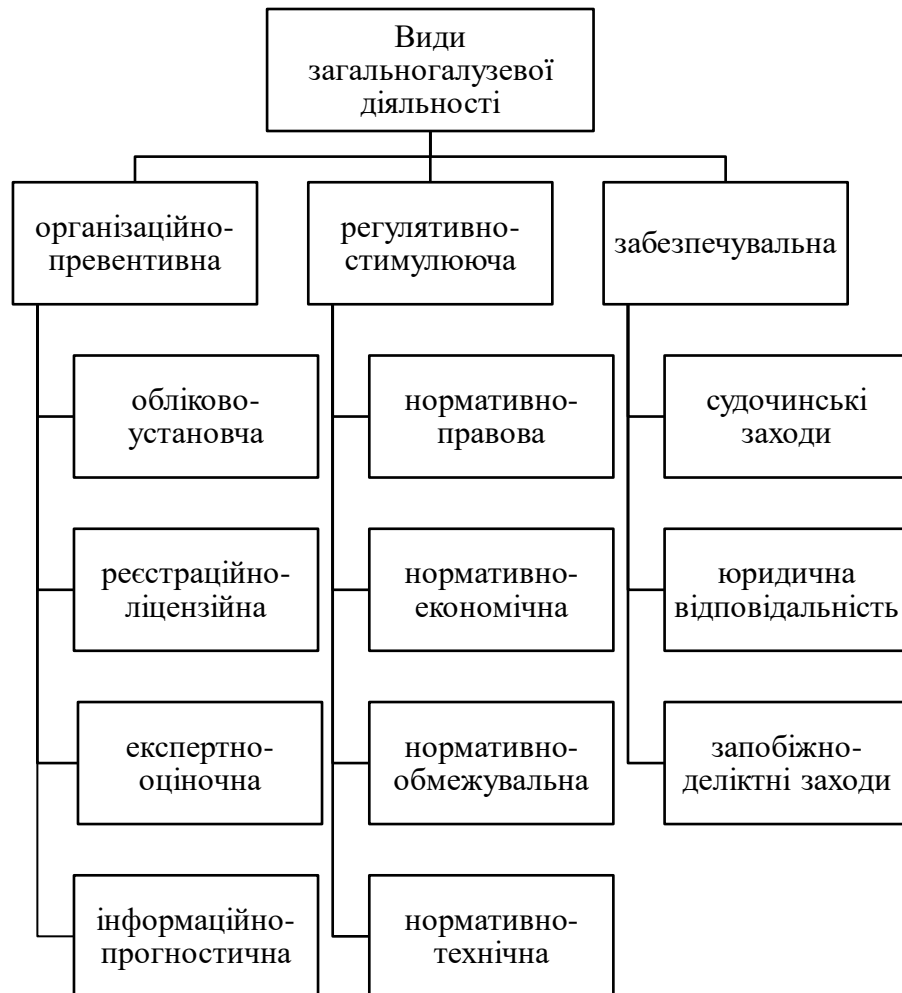 Види
загальногалузевої
діяльності
організаційно-
превентивна
регулятивно-
стимулююча
забезпечувальна
обліково-
установча
нормативно-
правова
судочинські
заходи
реєстраційно-
ліцензійна
нормативно-
економічна
юридична
відповідальність
експертно-
оціночна
нормативно-
обмежувальна
запобіжно-
деліктні заходи
інформаційно-
прогностична
нормативно-
технічна